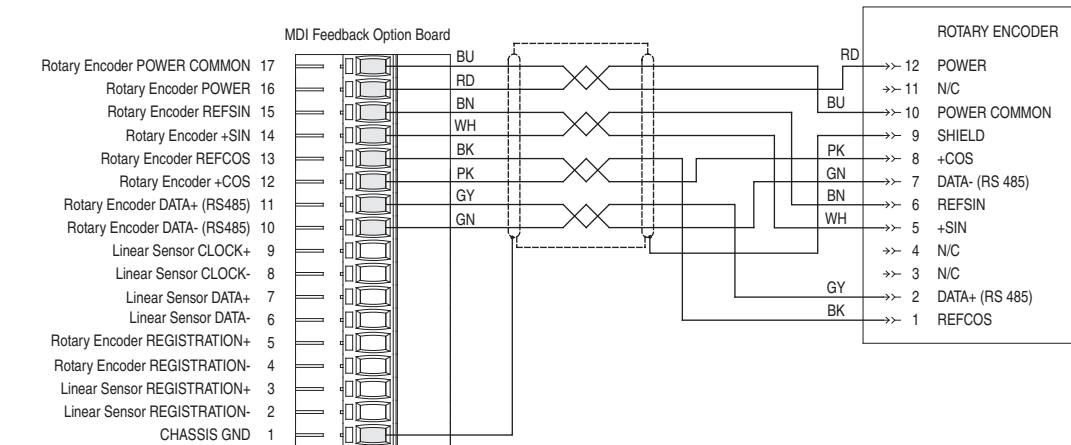 MDI Feedback Option Board
Rotary Encoder POWER COMMON 17
Rotary Encoder POWER 16
Rotary Encoder REFSIN 15
Rotary Encoder +SIN 14
Rotary Encoder REFCOS 13
Rotary Encoder +COS 12
Rotary Encoder DATA+ (RS485) 11
Rotary Encoder DATA- (RS485) 10
Linear Sensor CLOCK+ 9
Linear Sensor CLOCK- 8
Linear Sensor DATA+ 7
Linear Sensor DATA- 6
Rotary Encoder REGISTRATION+ 5
Rotary Encoder REGISTRATION- 4
Linear Sensor REGISTRATION+ 3
Linear Sensor REGISTRATION- 2
CHASSIS GND 1
BU
RD
BN
WH
BK
PK
GY
GN
RD
BU
PK
GN
BN
WH
GY
BK
ROTARY ENCODER
12 POWER
11 N/C
10 POWER COMMON
9 SHIELD
8 +COS
7 DATA- (RS 485)
6 REFSIN
5 +SIN
4 N/C
3 N/C
2 DATA+ (RS 485)
1 REFCOS